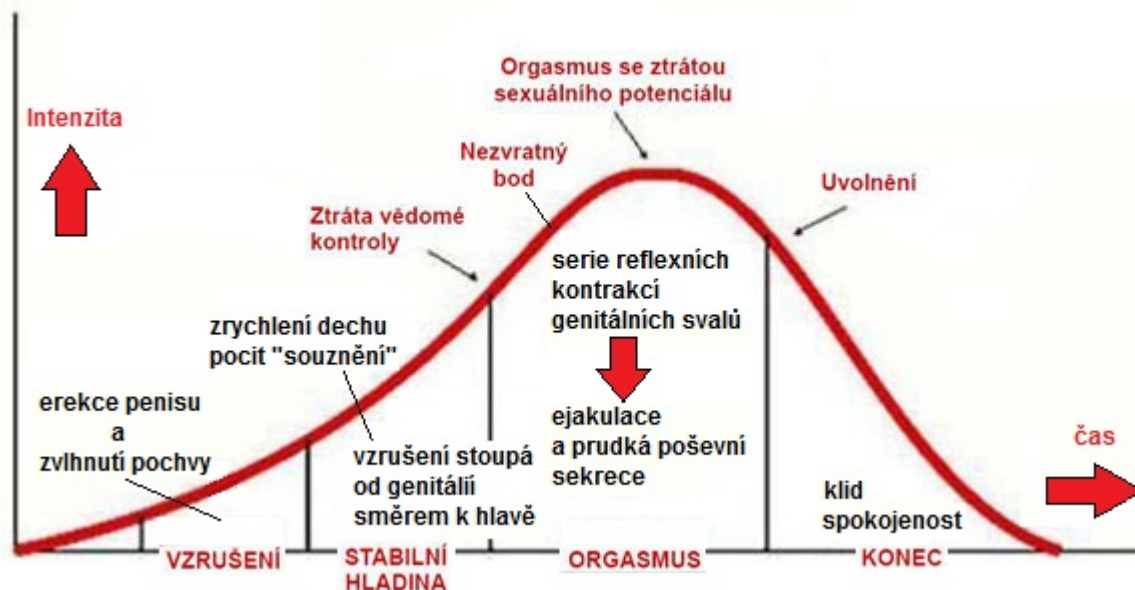 Orgasmus se ztrátou
sexuálního potenciálu
Intenzita
Nezvratný
bod
Uvolnění
Ztráta vědomé
kontroly
serie reflexních
kontrakcí
genitálních svalů
zrychlení dechu
pocit "souznění"
erekce penisu
a
zvlhnutí pochvy
ejakulace
a prudká poševní
sekrece
čas
vzrušení stoupá
od genitálií
směrem k hlavě
klid
spokojenost
VZRUŠENÍ
STABILNÍ
HLADINA
ORGASMUS
KONEC